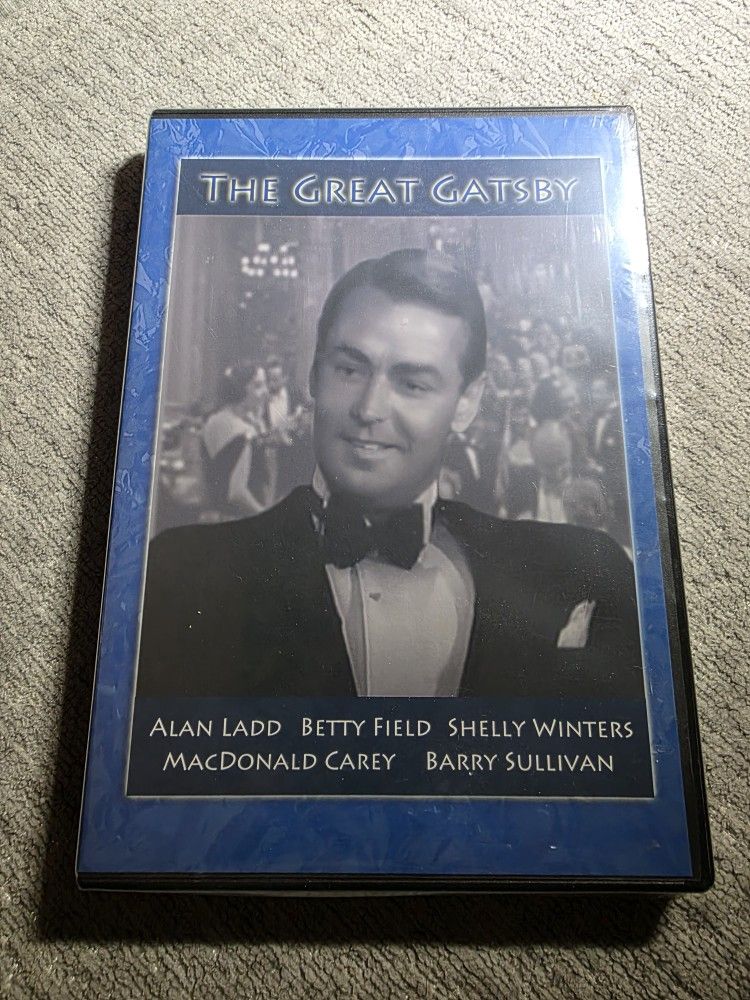 THE GREAT GATSBY
ALAN LADD BETTY FIELD SHELLY WINTERS
MACDONALD CAREY BARRY SULLIVAN